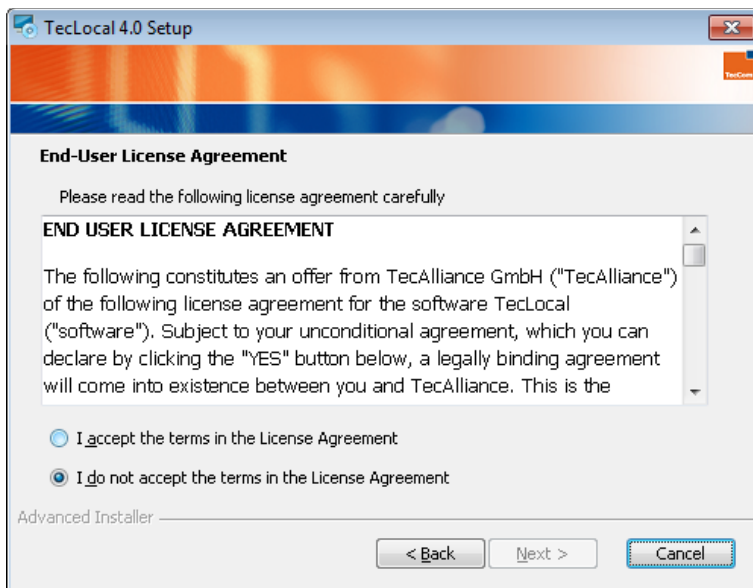 TecLocal 4.0 Setup
TecCom
End-User License Agreement
Please read the following license agreement carefully
END USER LICENSE AGREEMENT
The following constitutes an offer from TecAlliance GmbH ("TecAlliance")
of the following license agreement for the software TecLocal
("software"). Subject to your unconditional agreement, which you can
declare by clicking the "YES" button below, a legally binding agreement
will come into existence between you and TecAlliance. This is the
I accept the terms in the License Agreement
I do not accept the terms in the License Agreement
Advanced Installer
< Back Next > Cancel